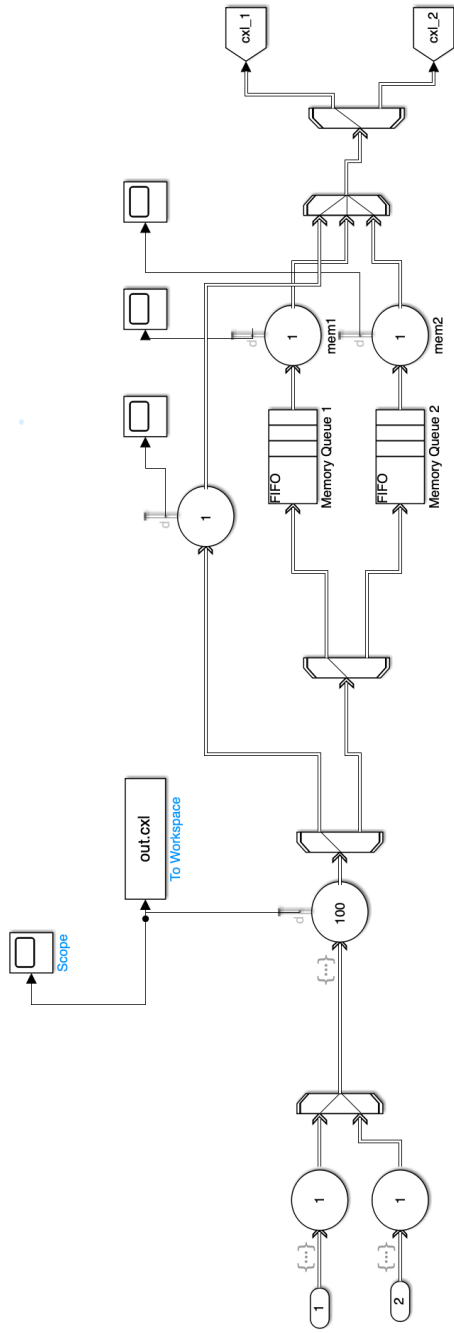 1
2
{...}
{...}
1
1
{...}
100
d
Scope
out.cxl
To Workspace
1
d
FIFO
Memory Queue 1
FIFO
Memory Queue 2
1
d
mem1
1
d
mem2
cxl_1
cxl_2